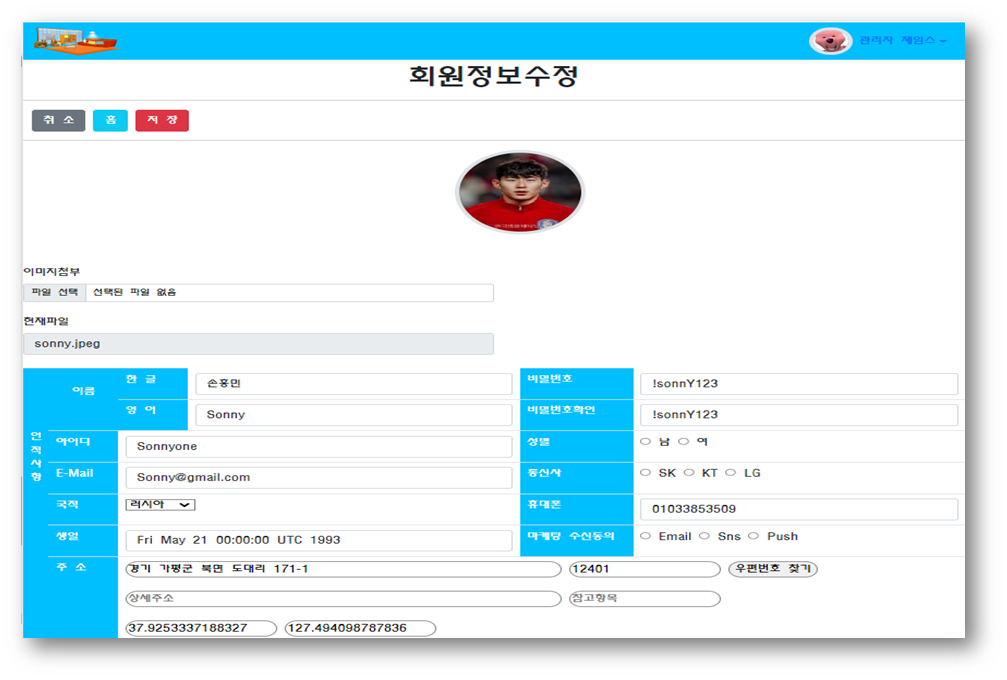 관리자 제임스
회원정보수정
취 소 홈 저 장
이미지첨부
파일 선택 선택된 파일 없음
현재파일
sonny.jpeg
인적사항
이름 한 글 손흥민 비밀번호 !sonnY123
영 어 Sonny 비밀번호확인 !sonnY123
아이디 Sonnyone 성별 남 여
E-Mail Sonny@gmail.com 통신사 SK KT LG
국적 러시아 휴대폰 01033853509
생일 Fri May 21 00:00:00 UTC 1993 마케팅 수신동의 Email Sns Push
주 소 경기 가평군 북면 도대리 171-1 12401 우편번호 찾기
상세주소 참고항목
37.9253337188327 127.494098787836